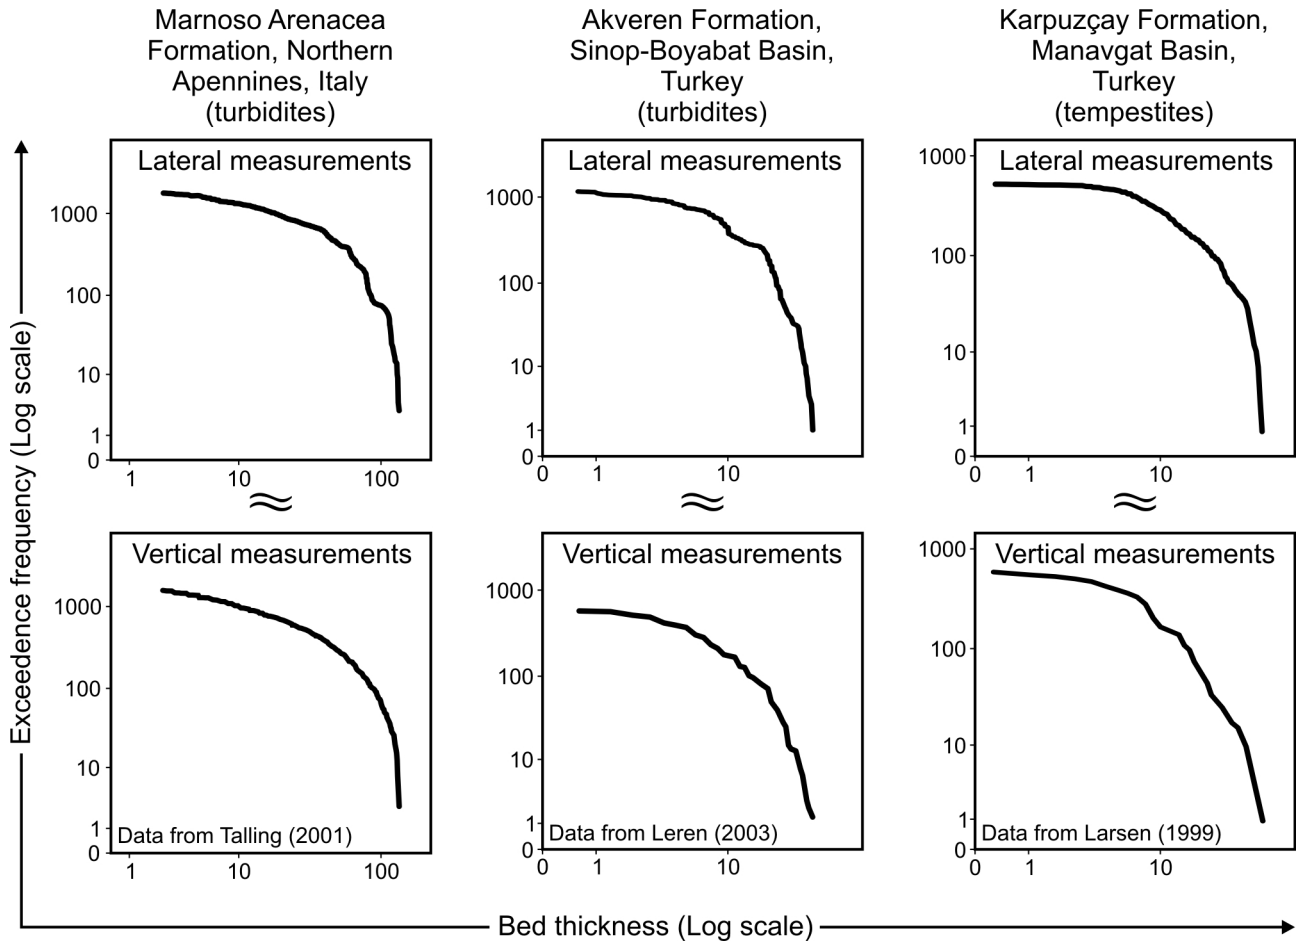 Marnoso Arenacea
Formation, Northern
Apennines, Italy
(turbidites)
Akveren Formation,
Sinop-Boyabat Basin,
Turkey
(turbidites)
Karpuzçay Formation,
Manavgat Basin,
Turkey
(tempestites)
Exceedence frequency (Log scale)
Lateral measurements
1000
100
10
1
0
1 10 100
Lateral measurements
1000
100
10
1
0
0 1 10
Lateral measurements
1000
100
10
1
0
0 1 10
≈ ≈ ≈
Vertical measurements
1000
100
10
1
0
Data from Talling (2001)
1 10 100
Vertical measurements
1000
100
10
1
0
Data from Leren (2003)
0 1 10
Vertical measurements
1000
100
10
1
0
Data from Larsen (1999)
0 1 10
Bed thickness (Log scale)